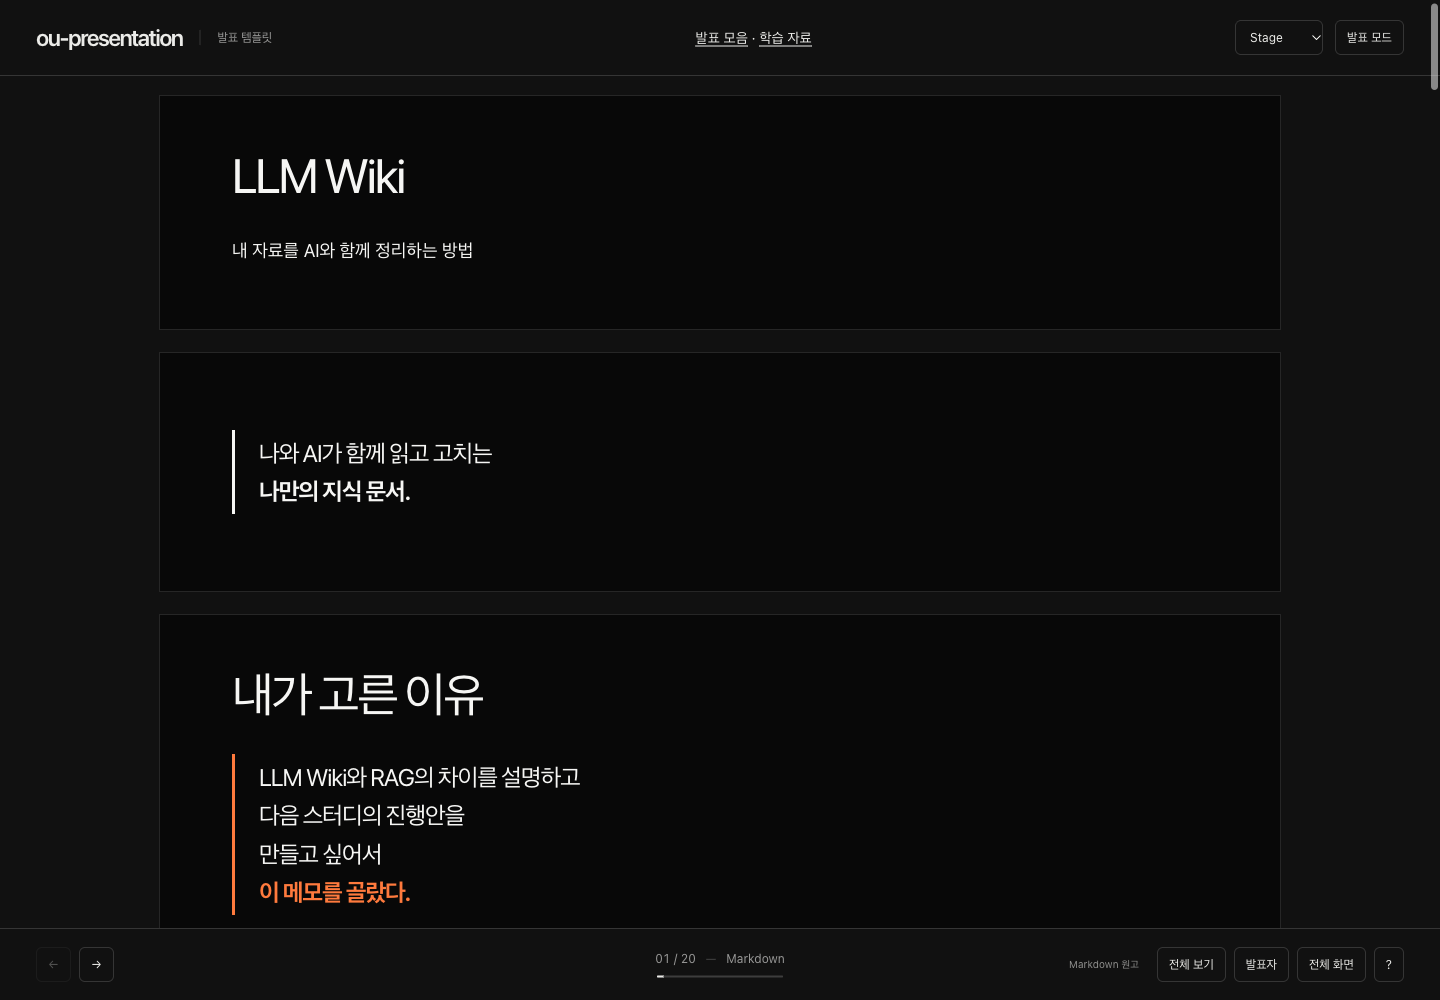 ou-presentation
발표 템플릿
발표 모음 · 학습 자료
Stage
발표 모드
LLM Wiki
내 자료를 AI와 함께 정리하는 방법
나와 AI가 함께 읽고 고치는
나만의 지식 문서.
내가 고른 이유
LLM Wiki와 RAG의 차이를 설명하고
다음 스터디의 진행안을
만들고 싶어서
이 메모를 골랐다.
← →
01 / 20 — Markdown
Markdown 원고
전체 보기
발표자
전체 화면
?